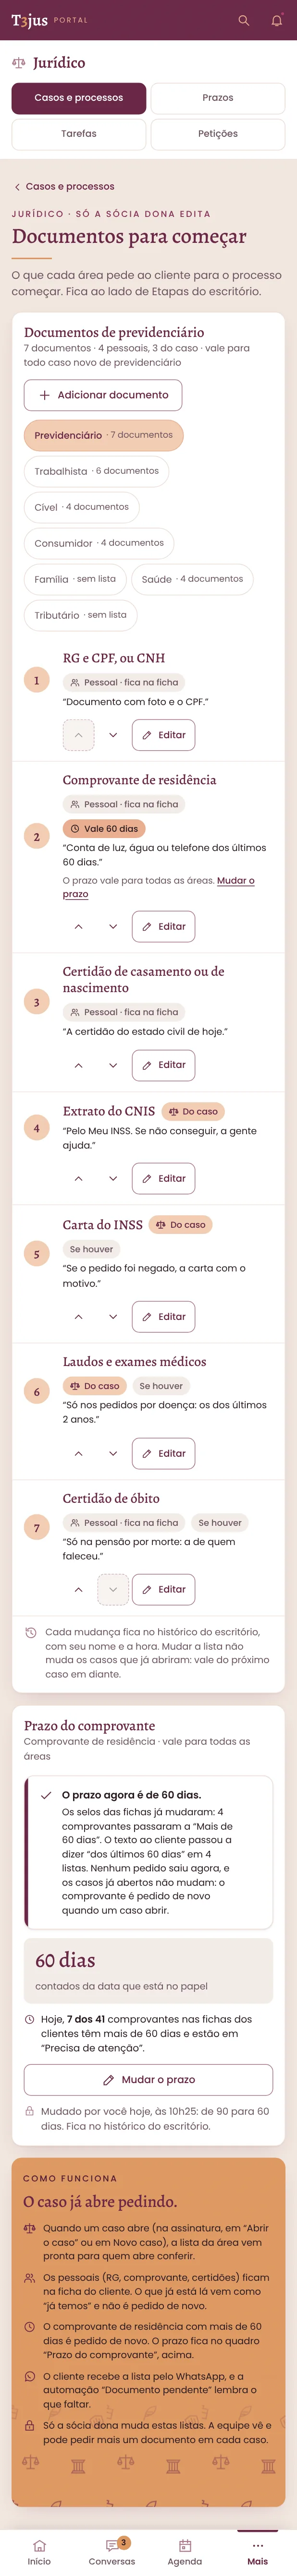 T3jus PORTAL
Jurídico
Casos e processos
Prazos
Tarefas
Petições
Casos e processos
JURÍDICO · SÓ A SÓCIA DONA EDITA
Documentos para começar
O que cada área pede ao cliente para o processo
começar. Fica ao lado de Etapas do escritório.
Documentos de previdenciário
7 documentos · 4 pessoais, 3 do caso · vale para
todo caso novo de previdenciário
Adicionar documento
Previdenciário · 7 documentos
Trabalhista · 6 documentos
Cível · 4 documentos
Consumidor · 4 documentos
Família · sem lista
Saúde · 4 documentos
Tributário · sem lista
1
RG e CPF, ou CNH
Pessoal · fica na ficha
“Documento com foto e o CPF.”
Editar
2
Comprovante de residência
Pessoal · fica na ficha
Vale 60 dias
“Conta de luz, água ou telefone dos últimos
60 dias.”
O prazo vale para todas as áreas. Mudar o
prazo
Editar
3
Certidão de casamento ou de
nascimento
Pessoal · fica na ficha
“A certidão do estado civil de hoje.”
Editar
4
Extrato do CNIS
Do caso
“Pelo Meu INSS. Se não conseguir, a gente
ajuda.”
Editar
5
Carta do INSS
Do caso
Se houver
“Se o pedido foi negado, a carta com o
motivo.”
Editar
6
Laudos e exames médicos
Do caso
Se houver
“Só nos pedidos por doença: os dos últimos
2 anos.”
Editar
7
Certidão de óbito
Pessoal · fica na ficha
Se houver
“Só na pensão por morte: a de quem
faleceu.”
Editar
Cada mudança fica no histórico do escritório,
com seu nome e a hora. Mudar a lista não
muda os casos que já abriram: vale do próximo
caso em diante.
Prazo do comprovante
Comprovante de residência · vale para todas as
áreas
O prazo agora é de 60 dias.
Os selos das fichas já mudaram: 4
comprovantes passaram a “Mais de
60 dias”. O texto ao cliente passou a
dizer “dos últimos 60 dias” em 4
listas. Nenhum pedido saiu agora, e
os casos já abertos não mudam: o
comprovante é pedido de novo
quando um caso abrir.
60 dias
contados da data que está no papel
Hoje, 7 dos 41 comprovantes nas fichas dos
clientes têm mais de 60 dias e estão em
“Precisa de atenção”.
Mudar o prazo
Mudado por você hoje, às 10h25: de 90 para 60
dias. Fica no histórico do escritório.
COMO FUNCIONA
O caso já abre pedindo.
Quando um caso abre (na assinatura, em “Abrir
o caso” ou em Novo caso), a lista da área vem
pronta para quem abre conferir.
Os pessoais (RG, comprovante, certidões) ficam
na ficha do cliente. O que já está lá vem como
“já temos” e não é pedido de novo.
O comprovante de residência com mais de 60
dias é pedido de novo. O prazo fica no quadro
“Prazo do comprovante”, acima.
O cliente recebe a lista pelo WhatsApp, e a
automação “Documento pendente” lembra o
que faltar.
Só a sócia dona muda estas listas. A equipe vê e
pode pedir mais um documento em cada caso.
Início
3
Conversas
Agenda
Mais